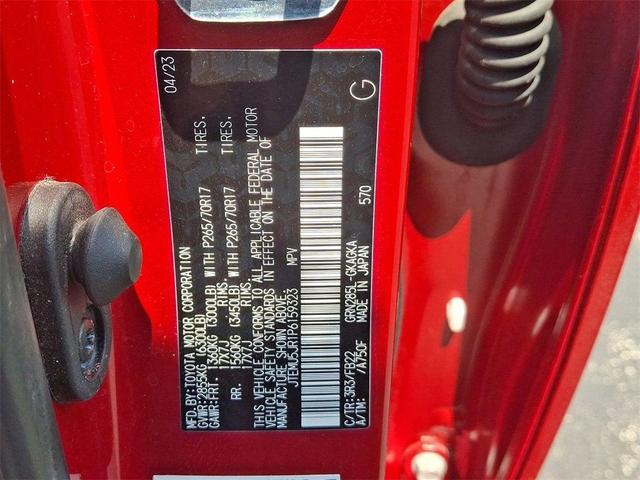 MFD.BY:TOYOTA MOTOR CORPORATION 04/23
GVWR:2855KG (6300LB)
GAWR:FRT. 1360KG (3000LB) WITH P265/70R17 TIRES.
17X7J RIMS.
RR. 1562KG (3450LB) WITH P265/70R17 TIRES.
17X7J RIMS.
THIS VEHICLE CONFORMS TO ALL APPLICABLE FEDERAL MOTOR
VEHICLE SAFETY STANDARDS IN EFFECT ON THE DATE OF
MANUFACTURE SHOWN ABOVE.
JTEMU5JR1P6159323 MPV G
C/TR:3R3/FB22 GRN285L-GKAGKA 570
A/TM: /A750F MADE IN JAPAN